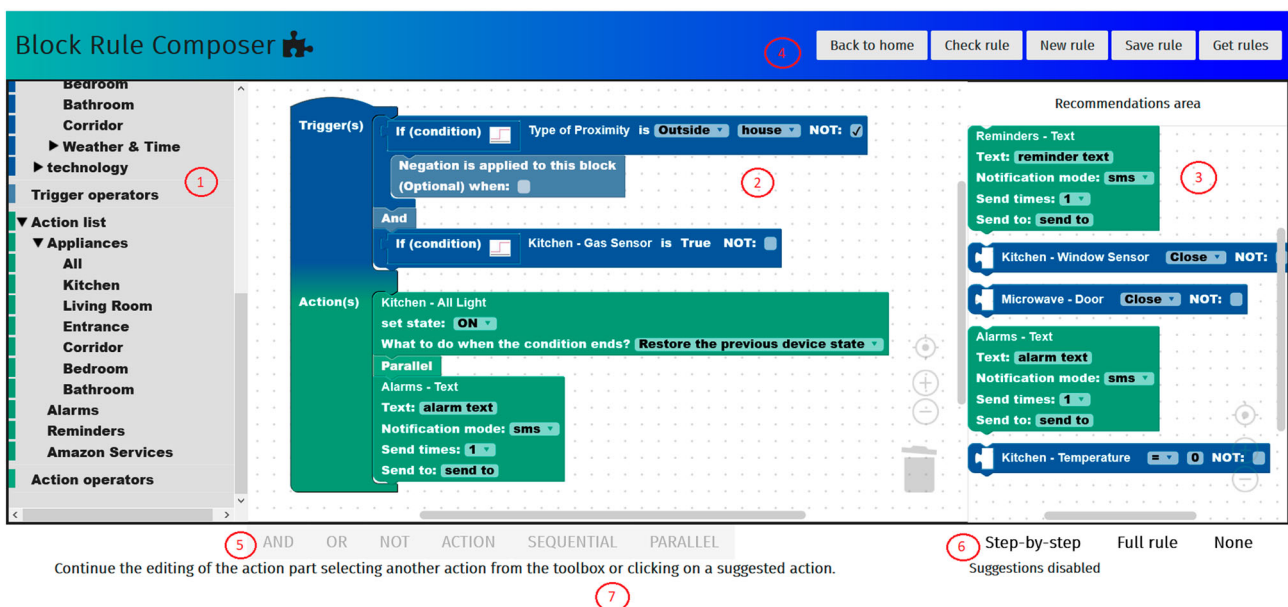 Block Rule Composer
4
Back to home
Check rule
New rule
Save rule
Get rules
Bedroom
Bathroom
Corridor
Weather & Time
technology
1
Trigger operators
Action list
Appliances
All
Kitchen
Living Room
Entrance
Corridor
Bedroom
Bathroom
Alarms
Reminders
Amazon Services
Action operators
Trigger(s)
If (condition) Type of Proximity is Outside house NOT:
Negation is applied to this block
(Optional) when:
2
And
If (condition) Kitchen - Gas Sensor is True NOT:
Action(s)
Kitchen - All Light
set state: ON
What to do when the condition ends? Restore the previous device state
Parallel
Alarms - Text
Text: alarm text
Notification mode: sms
Send times: 1
Send to: send to
Recommendations area
Reminders - Text
Text: reminder text
Notification mode: sms
3
Send times: 1
Send to: send to
Kitchen - Window Sensor Close NOT:
Microwave - Door Close NOT:
Alarms - Text
Text: alarm text
Notification mode: sms
Send times: 1
Send to: send to
Kitchen - Temperature = 0 NOT:
5
AND OR NOT ACTION SEQUENTIAL PARALLEL
6
Step-by-step Full rule None
Continue the editing of the action part selecting another action from the toolbox or clicking on a suggested action.
Suggestions disabled
7